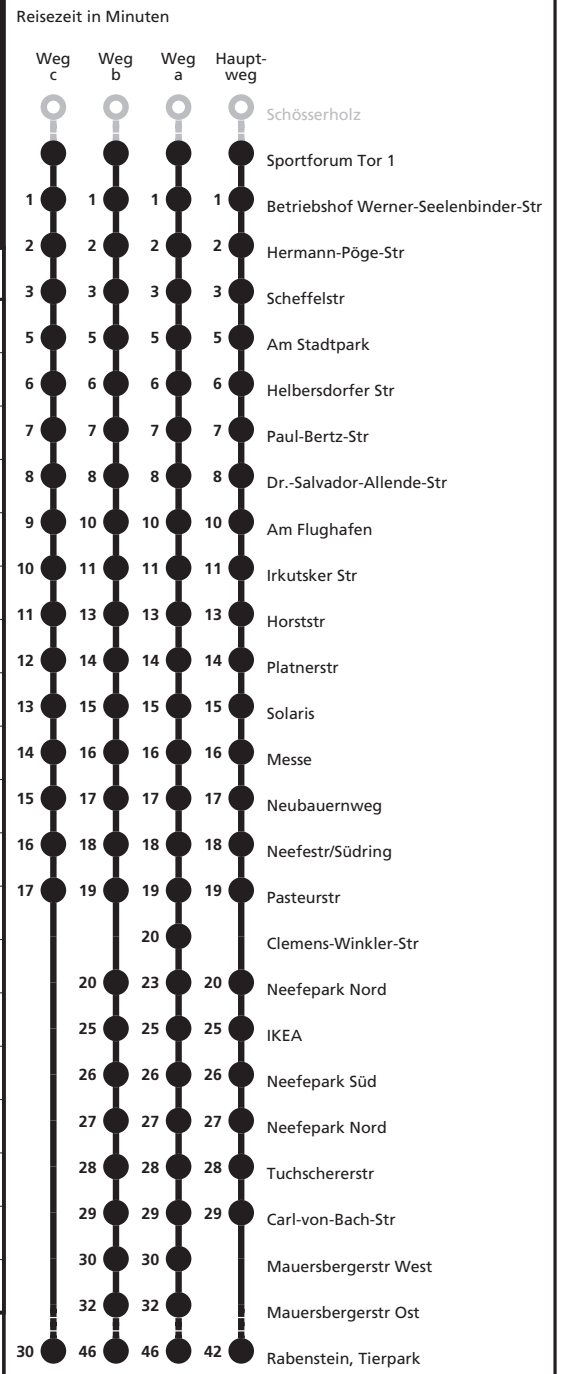 Reisezeit in Minuten
Weg c Weg b Weg a Haupt-weg
Schösserholz
Sportforum Tor 1
1 1 1 1 Betriebshof Werner-Seelenbinder-Str
2 2 2 2 Hermann-Pöge-Str
3 3 3 3 Scheffelstr
5 5 5 5 Am Stadtpark
6 6 6 6 Helbersdorfer Str
7 7 7 7 Paul-Bertz-Str
8 8 8 8 Dr.-Salvador-Allende-Str
9 10 10 10 Am Flughafen
10 11 11 11 Irkutsker Str
11 13 13 13 Horststr
12 14 14 14 Platnerstr
13 15 15 15 Solaris
14 16 16 16 Messe
15 17 17 17 Neubauernweg
16 18 18 18 Neefestr/Südring
17 19 19 19 Pasteurstr
20 Clemens-Winkler-Str
20 23 20 Neefepark Nord
25 25 25 IKEA
26 26 26 Neefepark Süd
27 27 27 Neefepark Nord
28 28 28 Tuchschererstr
29 29 29 Carl-von-Bach-Str
30 30 Mauersbergerstr West
32 32 Mauersbergerstr Ost
30 46 46 42 Rabenstein, Tierpark